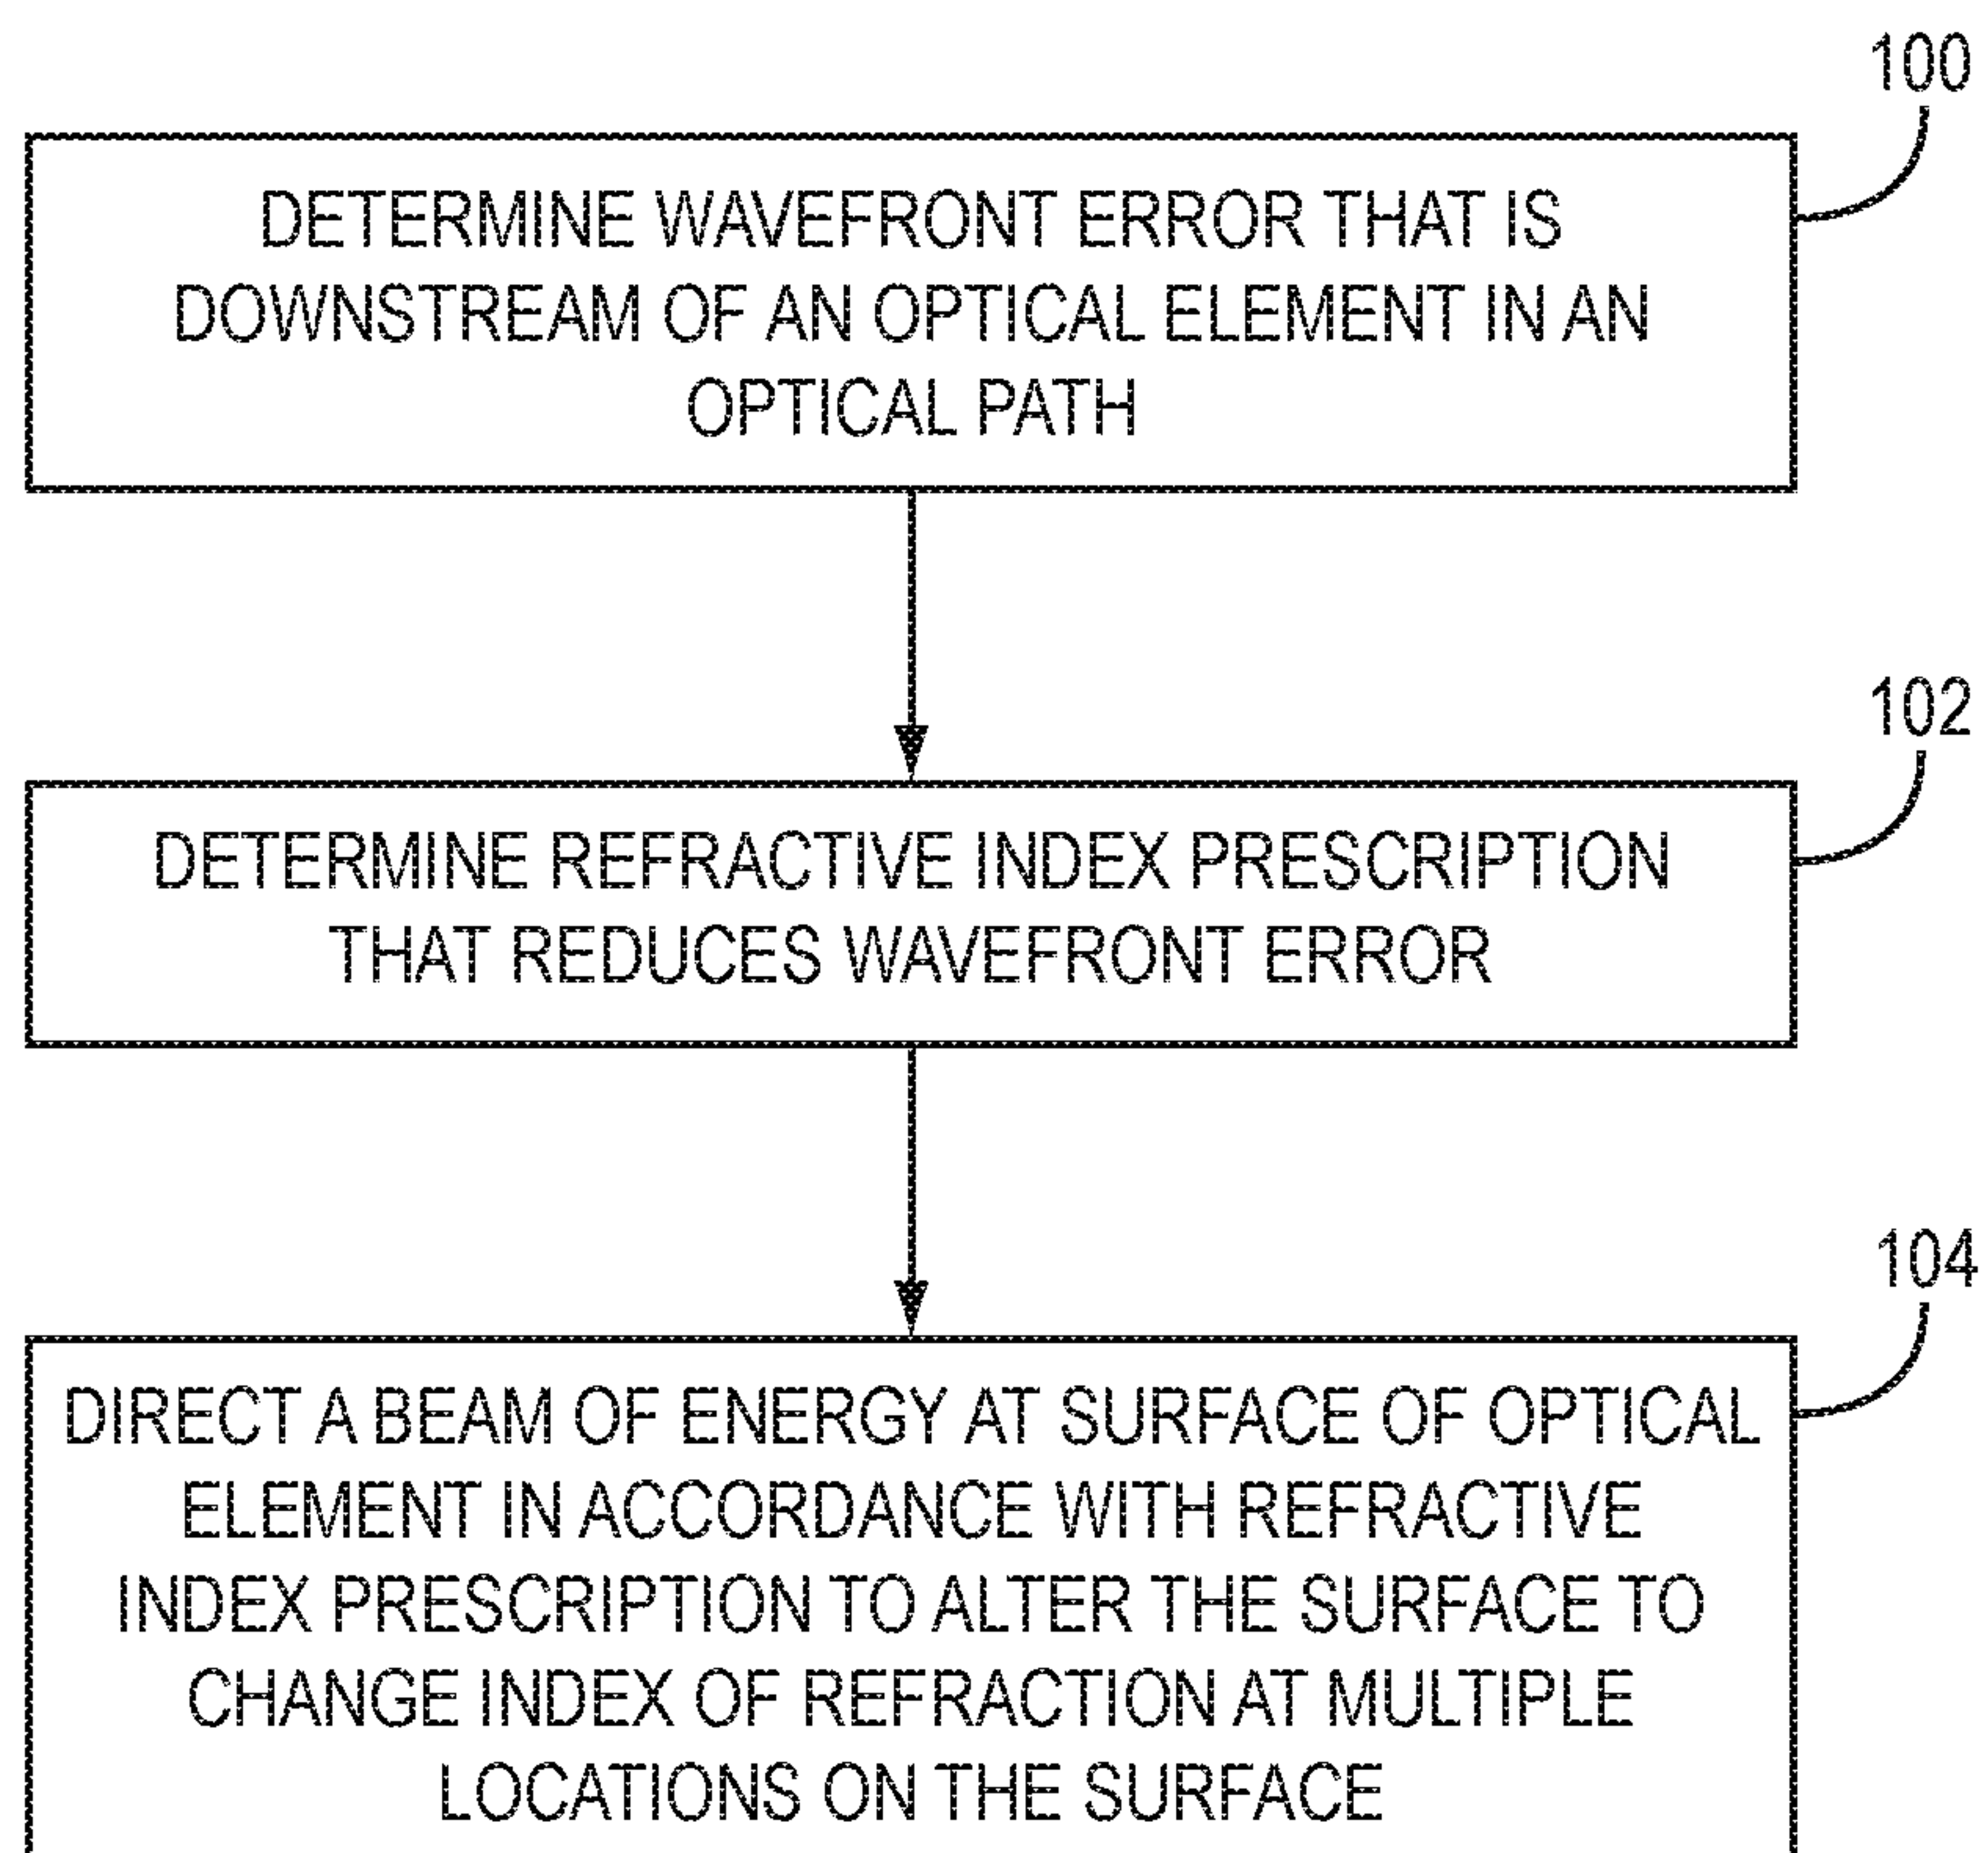 100
DETERMINE WAVEFRONT ERROR THAT IS
DOWNSTREAM OF AN OPTICAL ELEMENT IN AN
OPTICAL PATH
102
DETERMINE REFRACTIVE INDEX PRESCRIPTION
THAT REDUCES WAVEFRONT ERROR
104
DIRECT A BEAM OF ENERGY AT SURFACE OF OPTICAL
ELEMENT IN ACCORDANCE WITH REFRACTIVE
INDEX PRESCRIPTION TO ALTER THE SURFACE TO
CHANGE INDEX OF REFRACTION AT MULTIPLE
LOCATIONS ON THE SURFACE